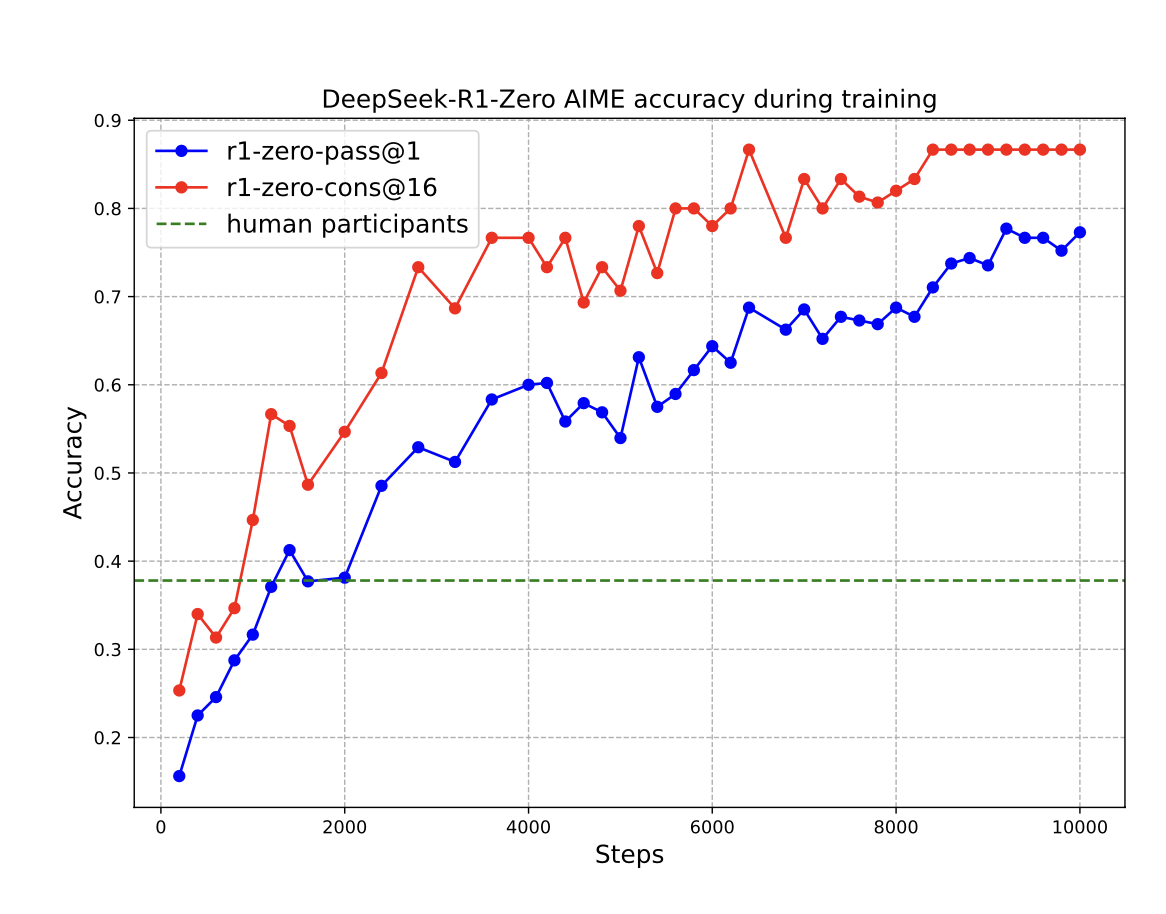 DeepSeek-R1-Zero AIME accuracy during training
0.9
0.8
0.7
0.6
0.5
0.4
0.3
0.2
Accuracy
r1-zero-pass@1
r1-zero-cons@16
human participants
0 2000 4000 6000 8000 10000
Steps